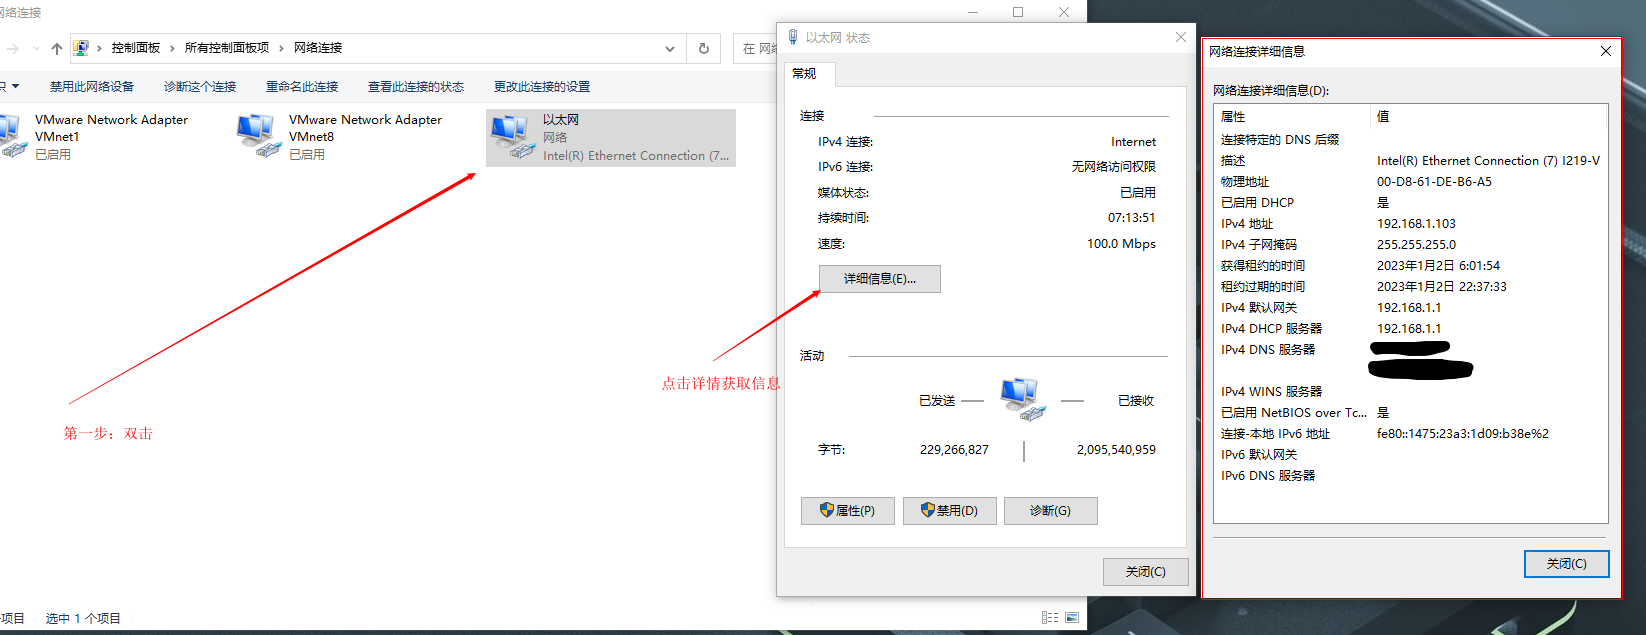 网络连接
控制面板 › 所有控制面板项 › 网络连接
在 网络
禁用此网络设备 诊断这个连接 重命名此连接 查看此连接的状态 更改此连接的设置
VMware Network Adapter
VMnet1
已启用
VMware Network Adapter
VMnet8
已启用
以太网
网络
Intel(R) Ethernet Connection (7...
第一步：双击
点击详情获取信息
项目 选中 1 个项目
以太网 状态
常规
连接
IPv4 连接: Internet
IPv6 连接: 无网络访问权限
媒体状态: 已启用
持续时间: 07:13:51
速度: 100.0 Mbps
详细信息(E)...
活动
已发送 已接收
字节: 229,266,827 2,095,540,959
属性(P) 禁用(D) 诊断(G)
关闭(C)
网络连接详细信息
网络连接详细信息(D):
属性 值
连接特定的 DNS 后缀
描述 Intel(R) Ethernet Connection (7) I219-V
物理地址 00-D8-61-DE-B6-A5
已启用 DHCP 是
IPv4 地址 192.168.1.103
IPv4 子网掩码 255.255.255.0
获得租约的时间 2023年1月2日 6:01:54
租约过期的时间 2023年1月2日 22:37:33
IPv4 默认网关 192.168.1.1
IPv4 DHCP 服务器 192.168.1.1
IPv4 DNS 服务器
IPv4 WINS 服务器
已启用 NetBIOS over Tc... 是
连接-本地 IPv6 地址 fe80::1475:23a3:1d09:b38e%2
IPv6 默认网关
IPv6 DNS 服务器
关闭(C)